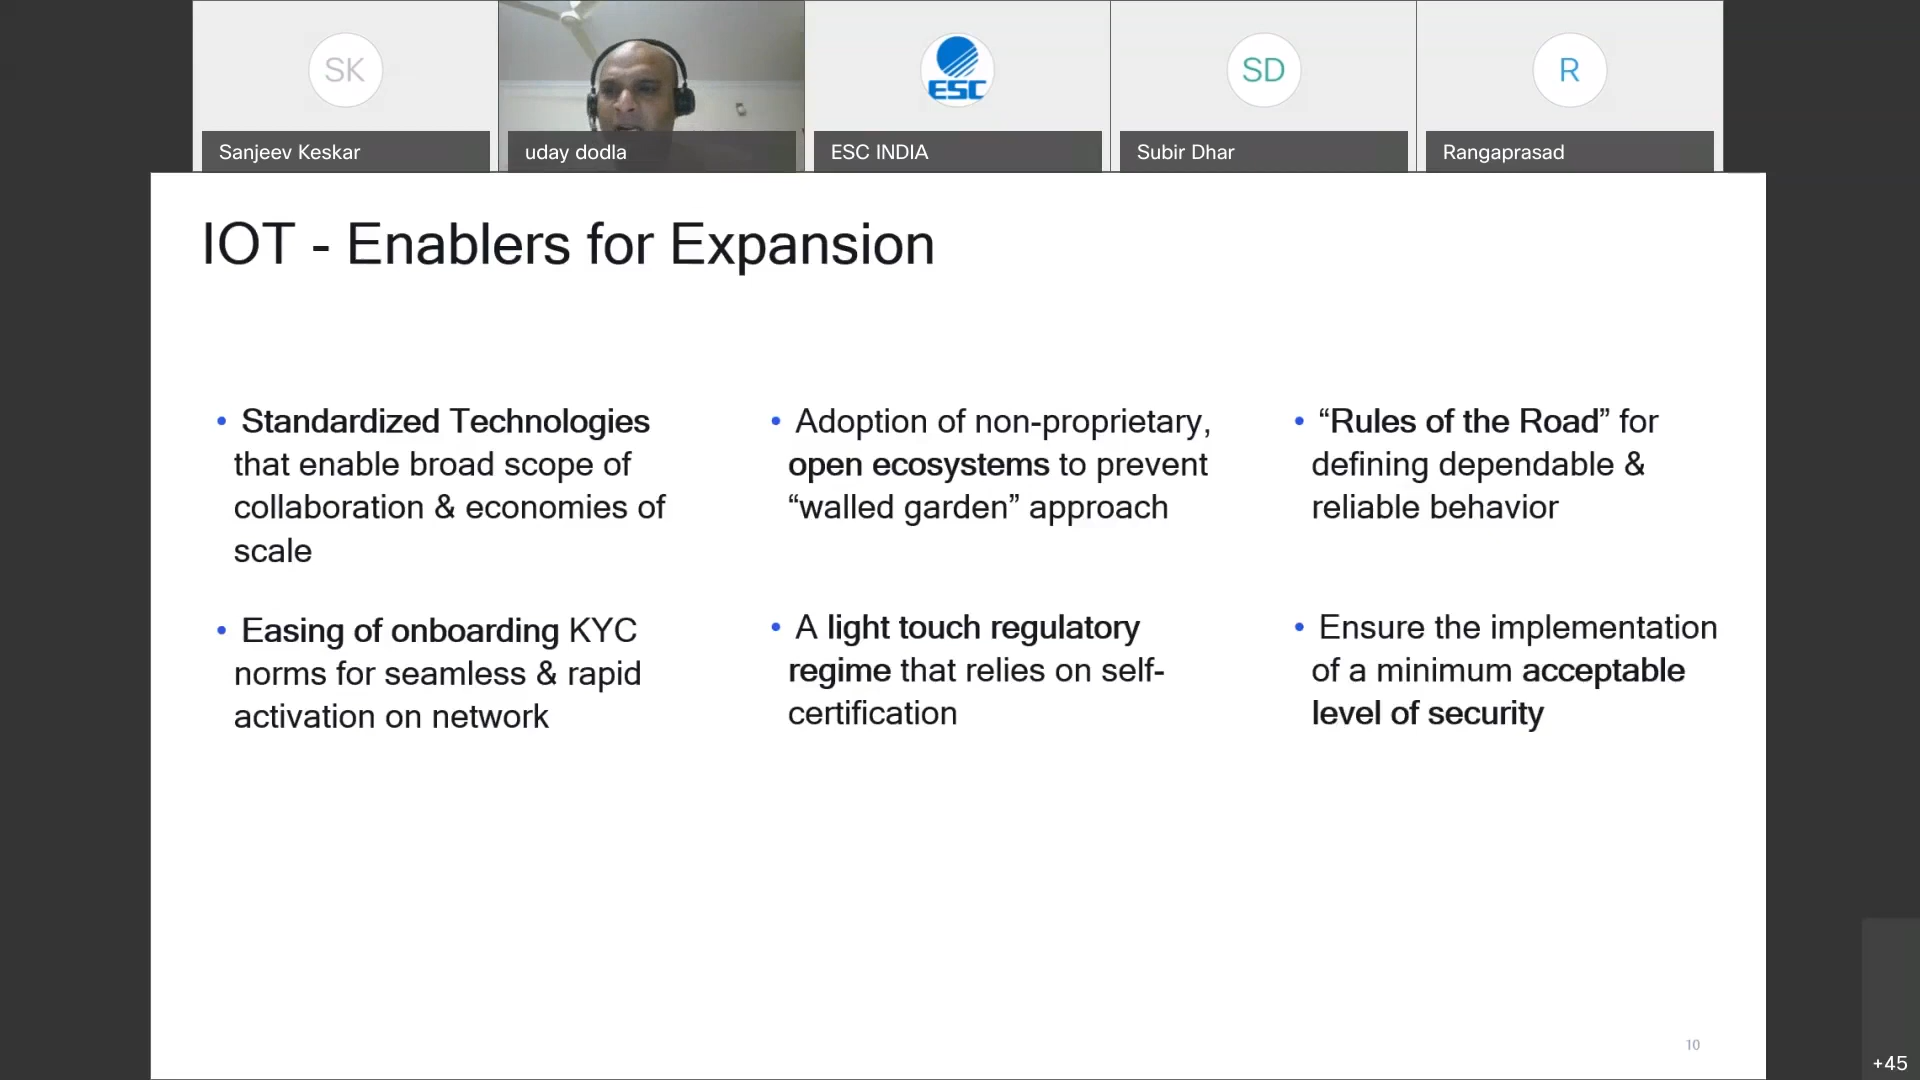 SK
Sanjeev Keskar
uday dodla
ESC
ESC INDIA
SD
Subir Dhar
R
Rangaprasad
IOT - Enablers for Expansion
• Standardized Technologies
that enable broad scope of
collaboration & economies of
scale
• Easing of onboarding KYC
norms for seamless & rapid
activation on network
• Adoption of non-proprietary,
open ecosystems to prevent
“walled garden” approach
• A light touch regulatory
regime that relies on self-
certification
• “Rules of the Road” for
defining dependable &
reliable behavior
• Ensure the implementation
of a minimum acceptable
level of security
10
+45